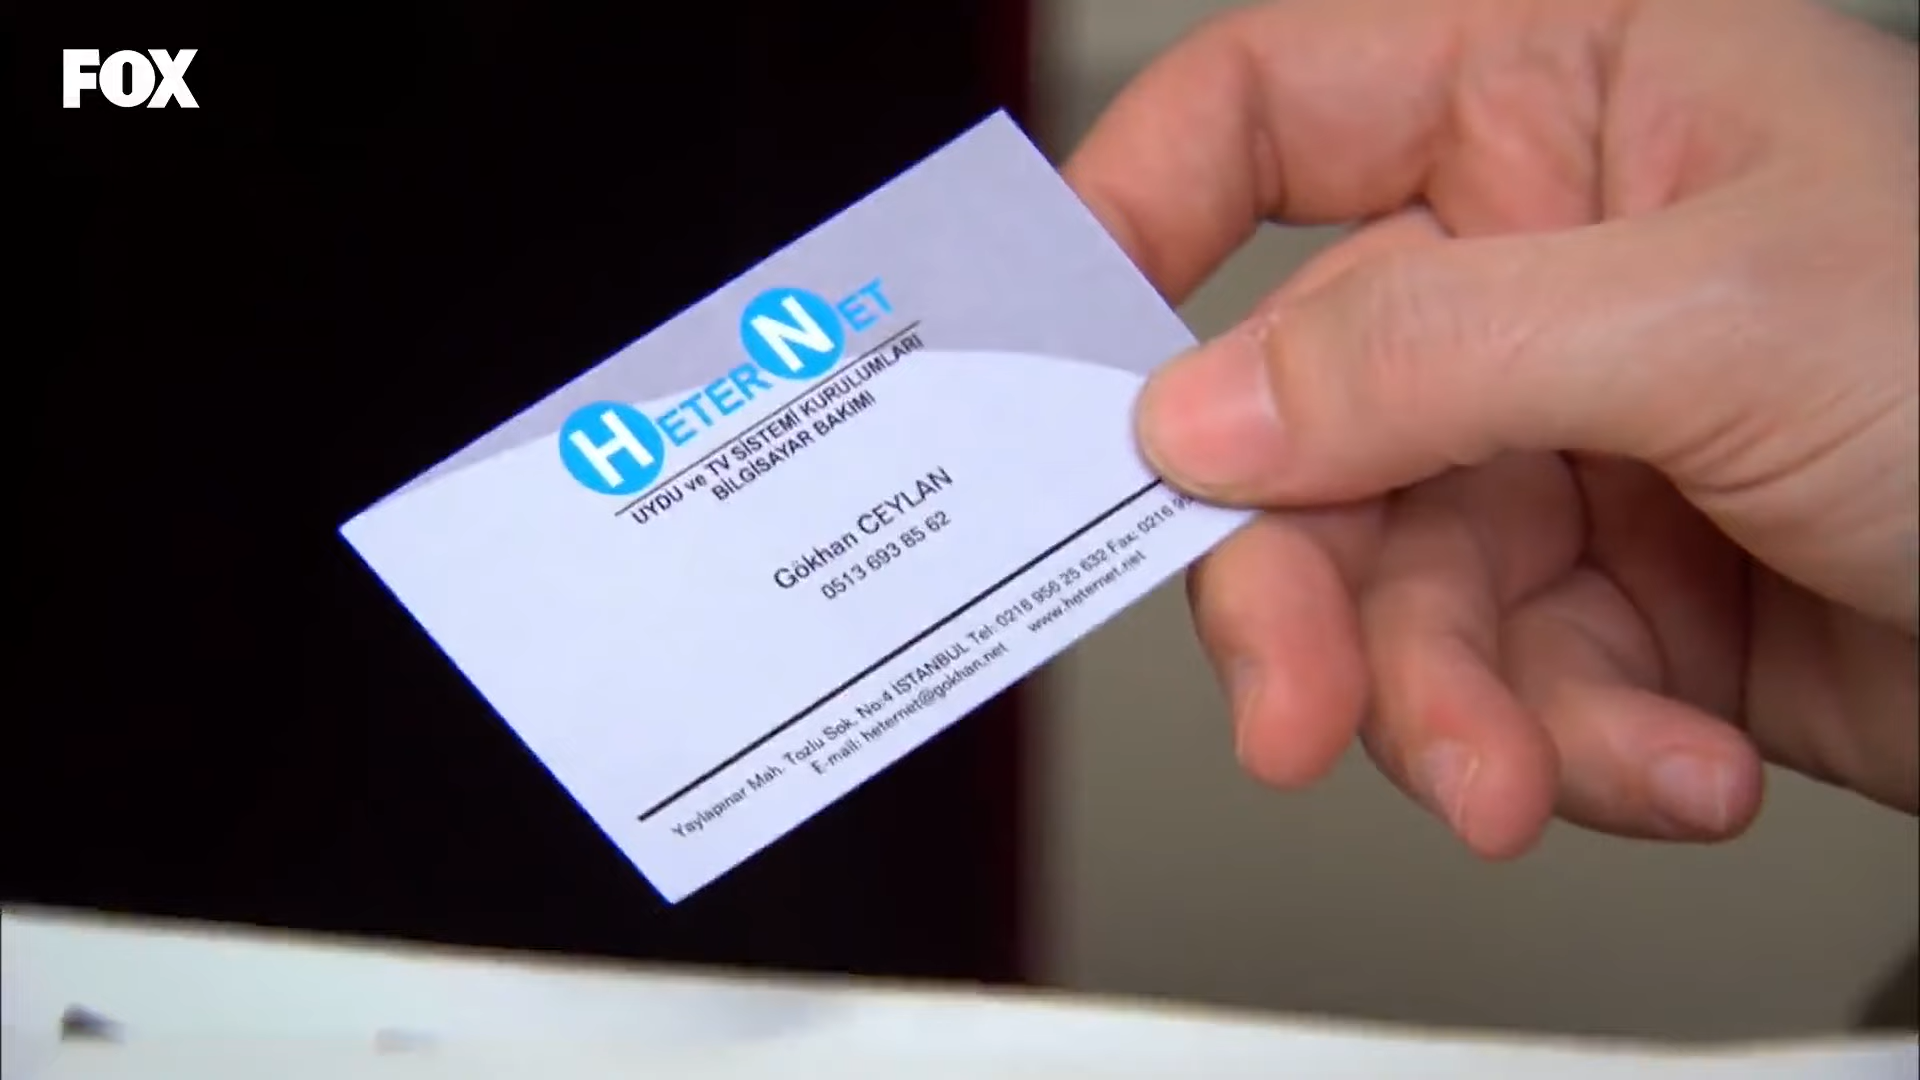 FOX
HETERNET
UYDU ve TV SİSTEMİ KURULUMLARI
BİLGİSAYAR BAKIMI
Gökhan CEYLAN
0513 693 85 62
Yaylapınar Mah. Tozlu Sok. No:4 İSTANBUL Tel: 0216 956 25 632 Fax: 0216
E-mail: heternet@gokhan.net www.heternet.net